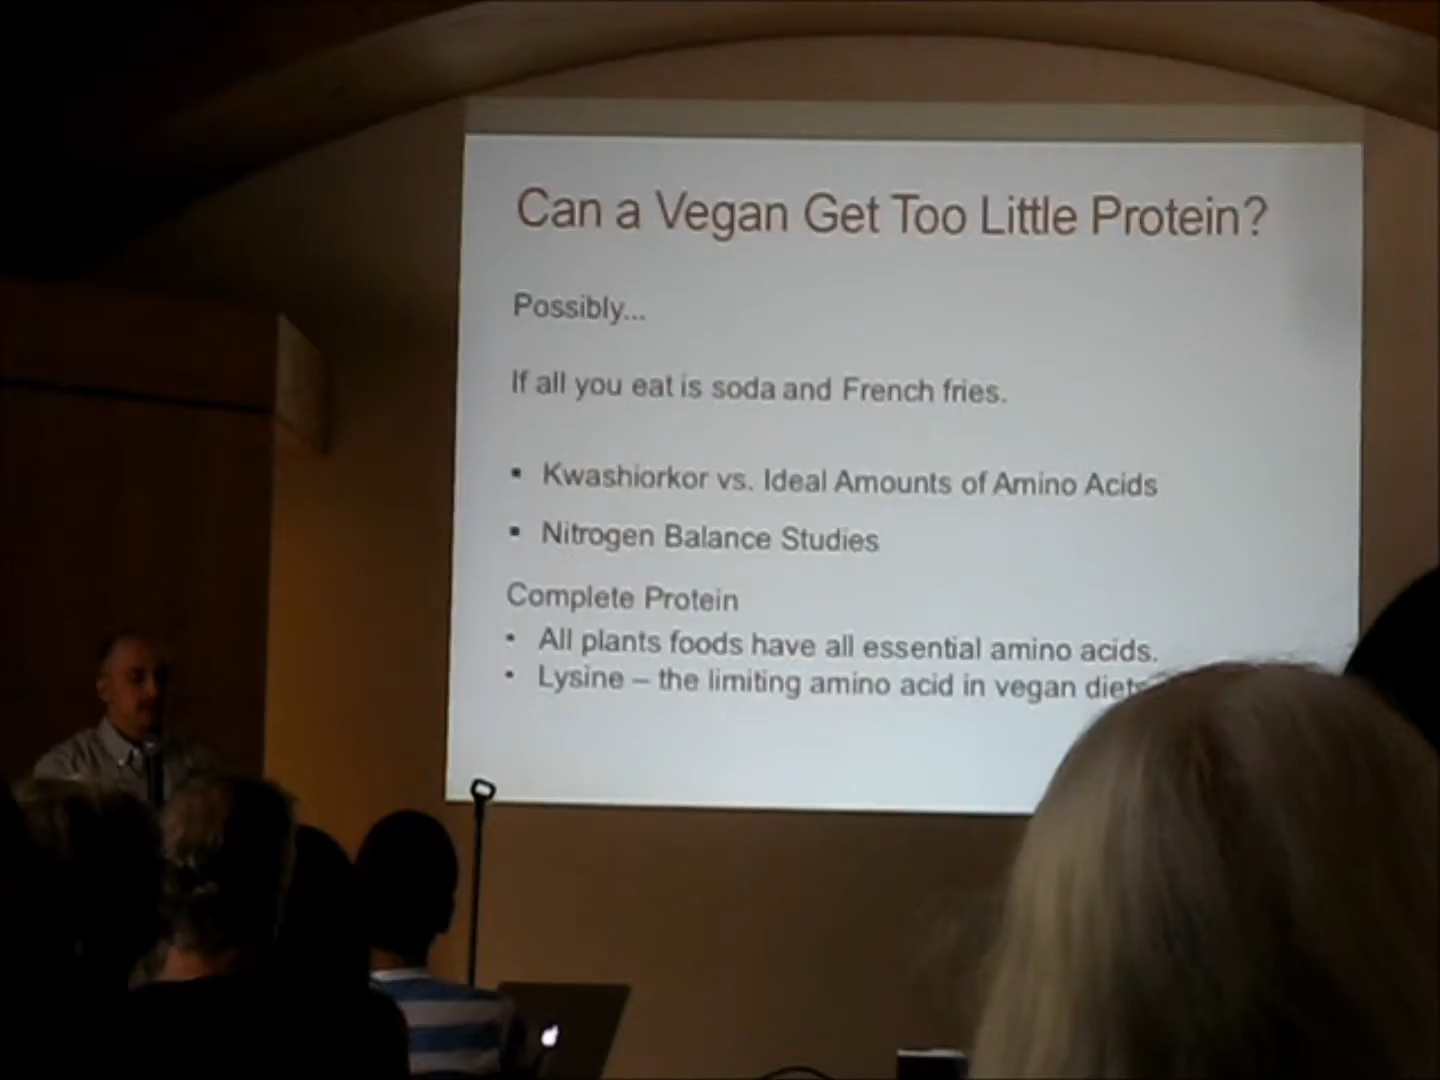 Can a Vegan Get Too Little Protein?
Possibly...
If all you eat is soda and French fries.
▪ Kwashiorkor vs. Ideal Amounts of Amino Acids
▪ Nitrogen Balance Studies
Complete Protein
• All plants foods have all essential amino acids.
• Lysine – the limiting amino acid in vegan diets